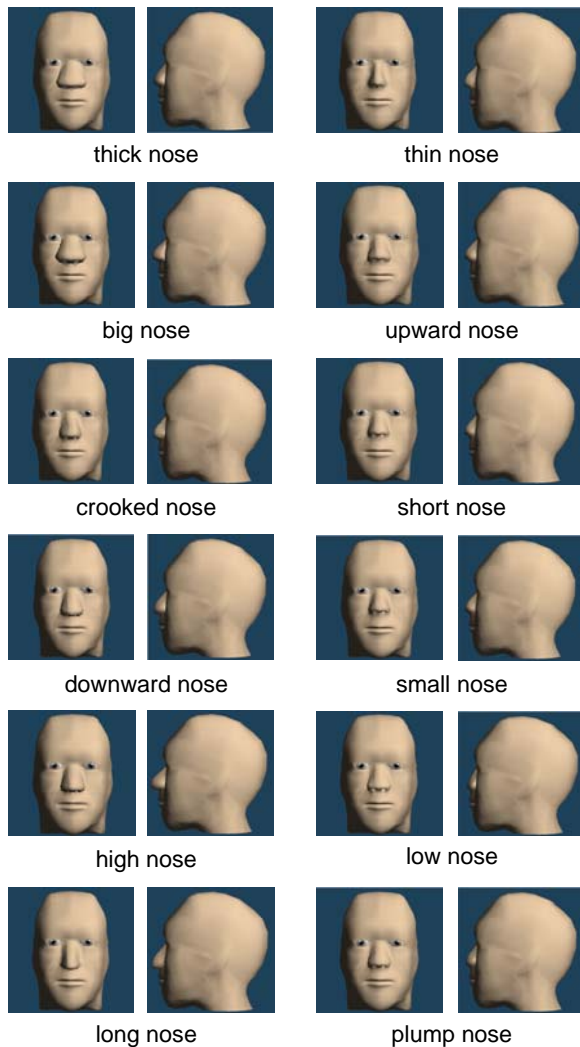 thick nose
thin nose
big nose
upward nose
crooked nose
short nose
downward nose
small nose
high nose
low nose
long nose
plump nose